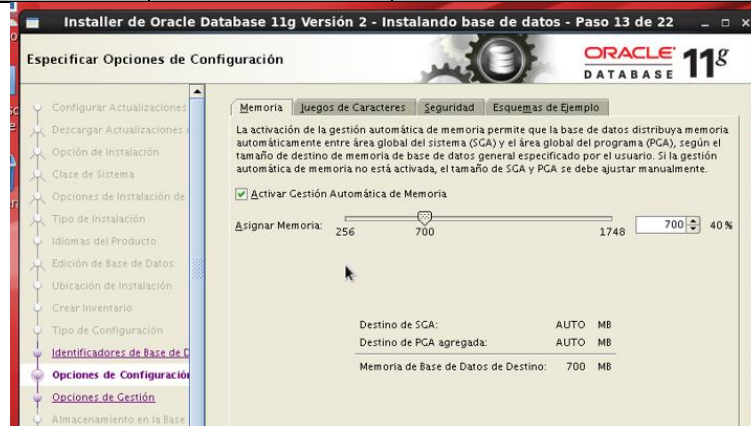 Installer de Oracle Database 11g Versión 2 - Instalando base de datos - Paso 13 de 22
Especificar Opciones de Configuración
ORACLE 11g
DATABASE
Configurar Actualizaciones
Descargar Actualizaciones
Opción de Instalación
Clase de Sistema
Opciones de Instalación de
Tipo de Instalación
Idiomas del Producto
Edición de Base de Datos
Ubicación de Instalación
Crear Inventario
Tipo de Configuración
Identificadores de Base de
Opciones de Configuración
Opciones de Gestión
Almacenamiento en la Base
Memoria Juegos de Caracteres Seguridad Esquemas de Ejemplo
La activación de la gestión automática de memoria permite que la base de datos distribuya memoria
automáticamente entre área global del sistema (SGA) y el área global del programa (PGA), según el
tamaño de destino de memoria de base de datos general especificado por el usuario. Si la gestión
automática de memoria no está activada, el tamaño de SGA y PGA se debe ajustar manualmente.
Activar Gestión Automática de Memoria
Asignar Memoria: 256 700 1748 700 40 %
Destino de SGA: AUTO MB
Destino de PGA agregada: AUTO MB
Memoria de Base de Datos de Destino: 700 MB